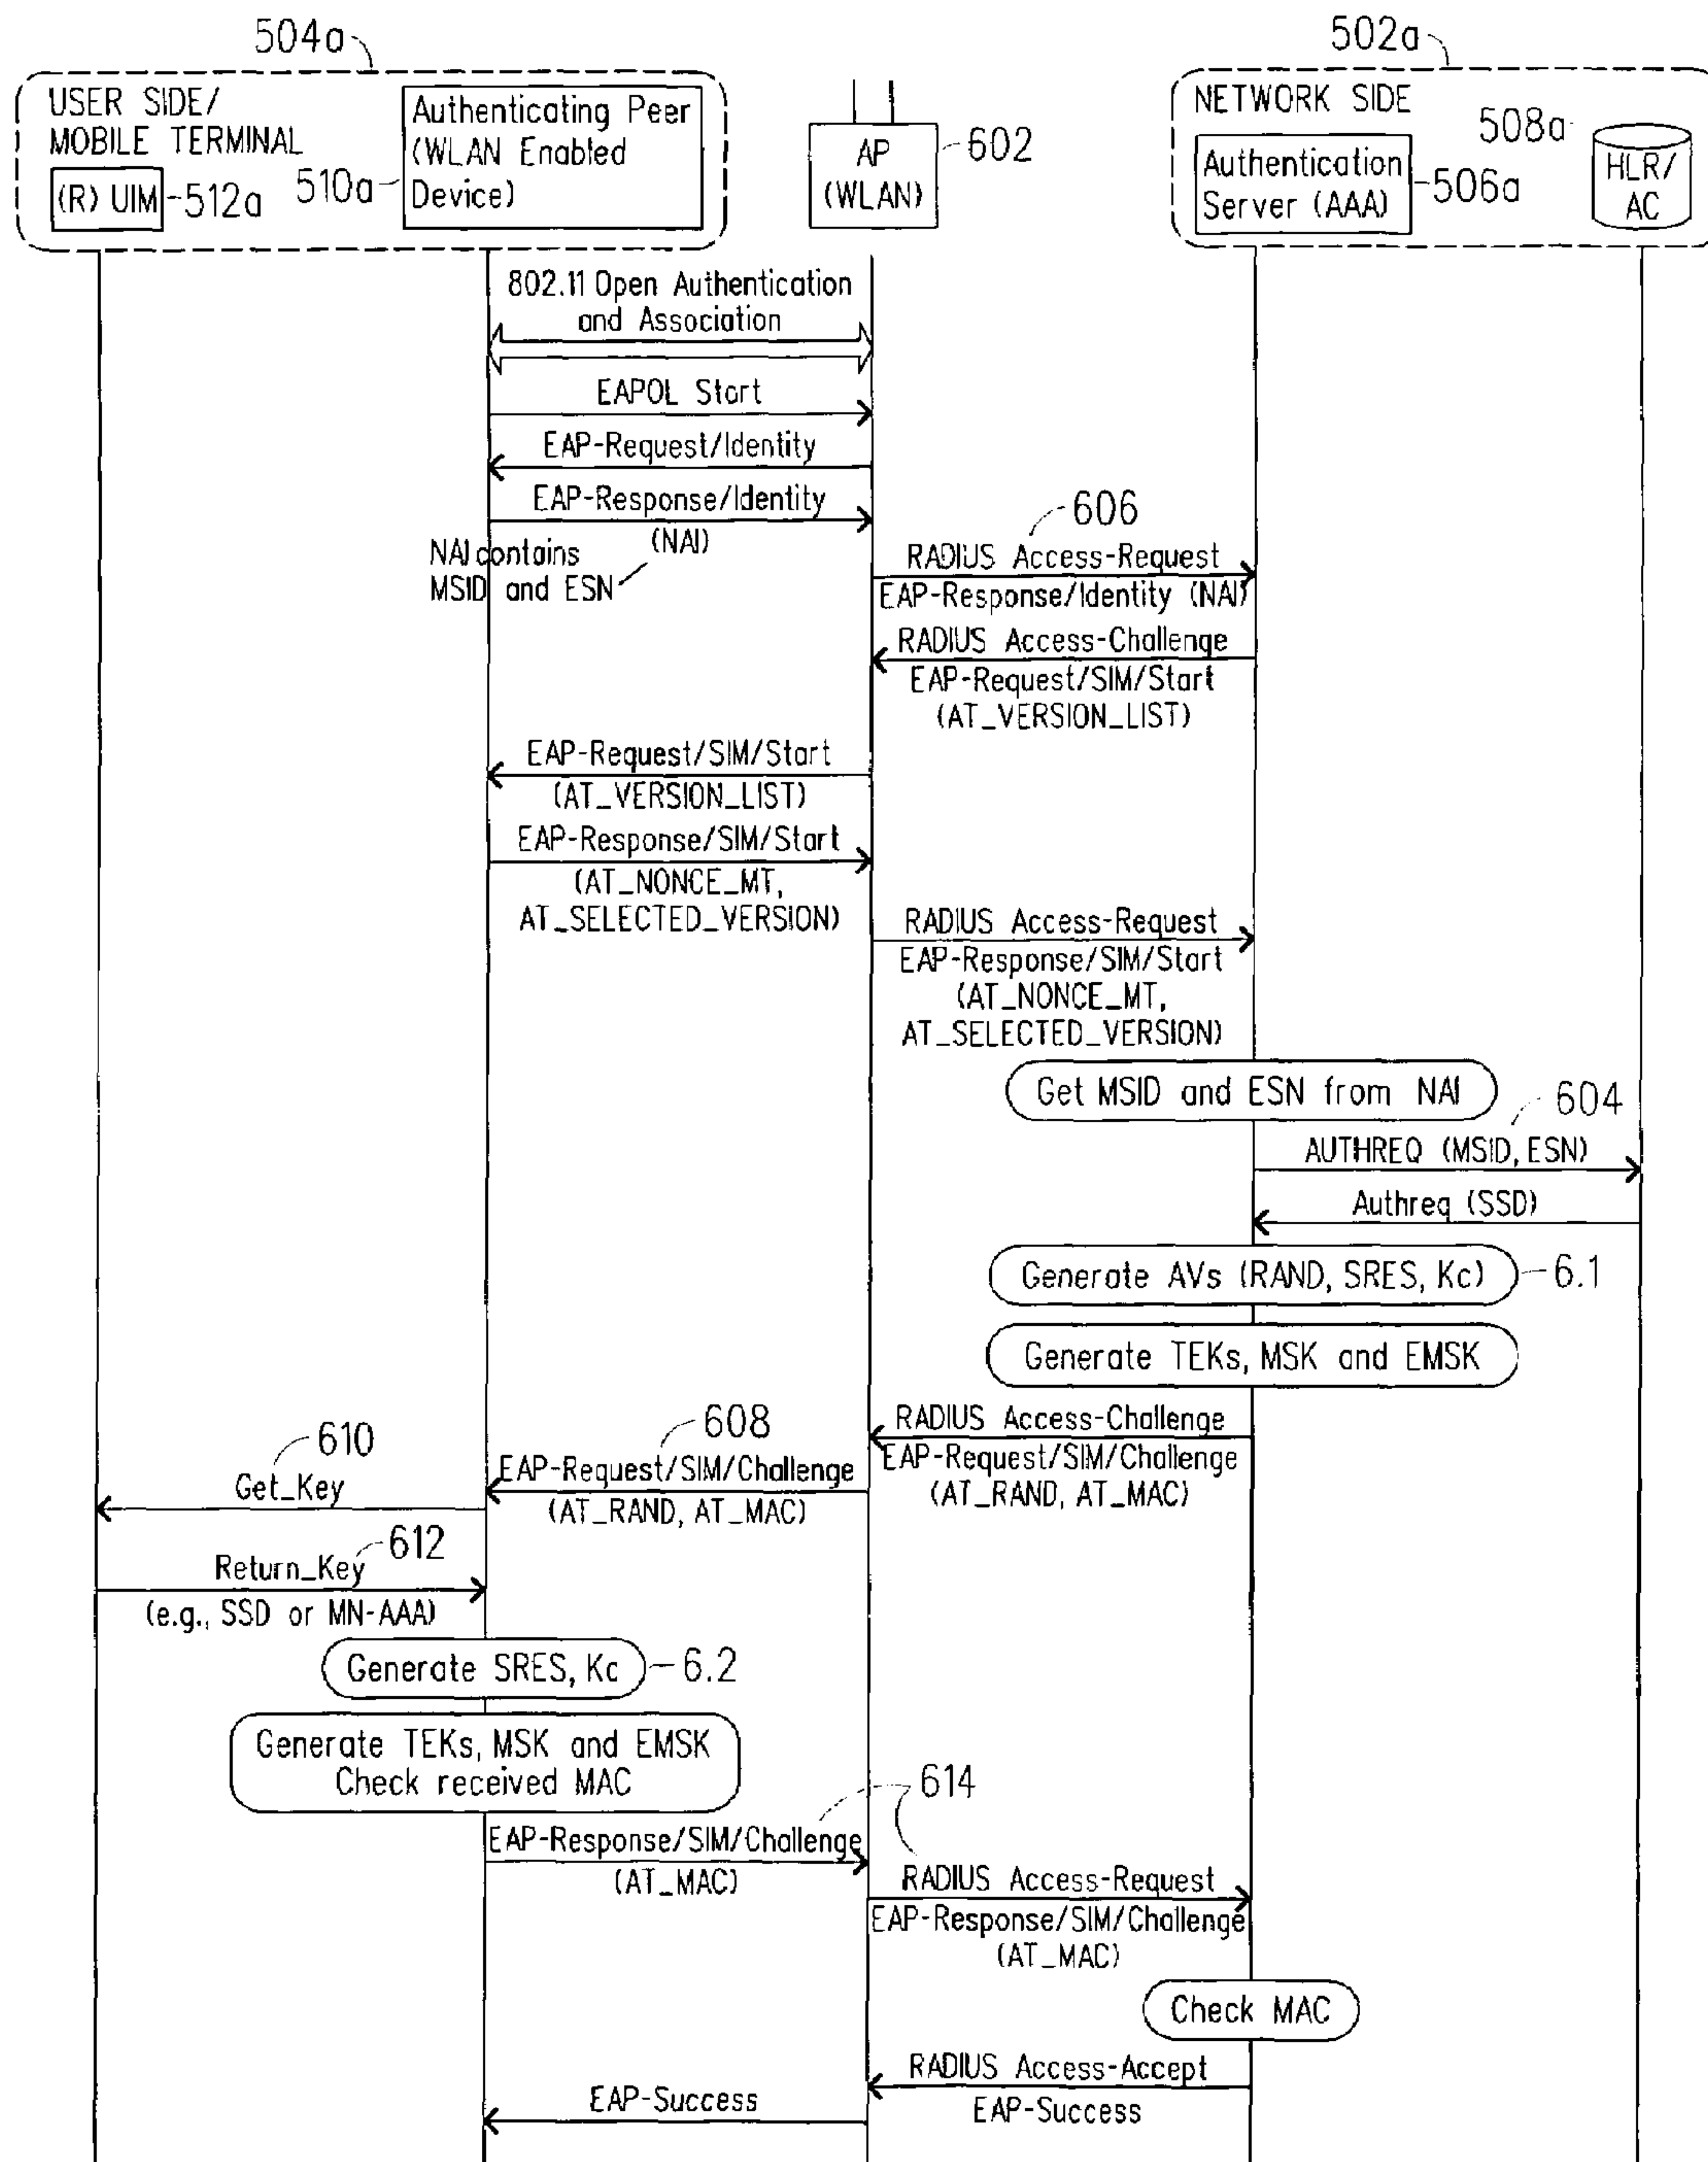 504a
502a
USER SIDE/
MOBILE TERMINAL
(R) UIM
512a
510a
Authenticating Peer
(WLAN Enabled
Device)
AP
(WLAN)
602
NETWORK SIDE
Authentication
Server (AAA)
506a
508a
HLR/
AC
802.11 Open Authentication
and Association
EAPOL Start
EAP-Request/Identity
EAP-Response/Identity
(NAI)
NAI contains
MSID and ESN
606
RADIUS Access-Request
EAP-Response/Identity (NAI)
RADIUS Access-Challenge
EAP-Request/SIM/Start
(AT_VERSION_LIST)
EAP-Request/SIM/Start
(AT_VERSION_LIST)
EAP-Response/SIM/Start
(AT_NONCE_MT,
AT_SELECTED_VERSION)
RADIUS Access-Request
EAP-Response/SIM/Start
(AT_NONCE_MT,
AT_SELECTED_VERSION)
Get MSID and ESN from NAI
604
AUTHREQ (MSID, ESN)
Authreq (SSD)
Generate AVs (RAND, SRES, Kc)
6.1
Generate TEKs, MSK and EMSK
RADIUS Access-Challenge
EAP-Request/SIM/Challenge
(AT_RAND, AT_MAC)
608
EAP-Request/SIM/Challenge
(AT_RAND, AT_MAC)
610
Get_Key
612
Return_Key
(e.g., SSD or MN-AAA)
Generate SRES, Kc
6.2
Generate TEKs, MSK and EMSK
Check received MAC
614
EAP-Response/SIM/Challenge
(AT_MAC)
RADIUS Access-Request
EAP-Response/SIM/Challenge
(AT_MAC)
Check MAC
RADIUS Access-Accept
EAP-Success
EAP-Success